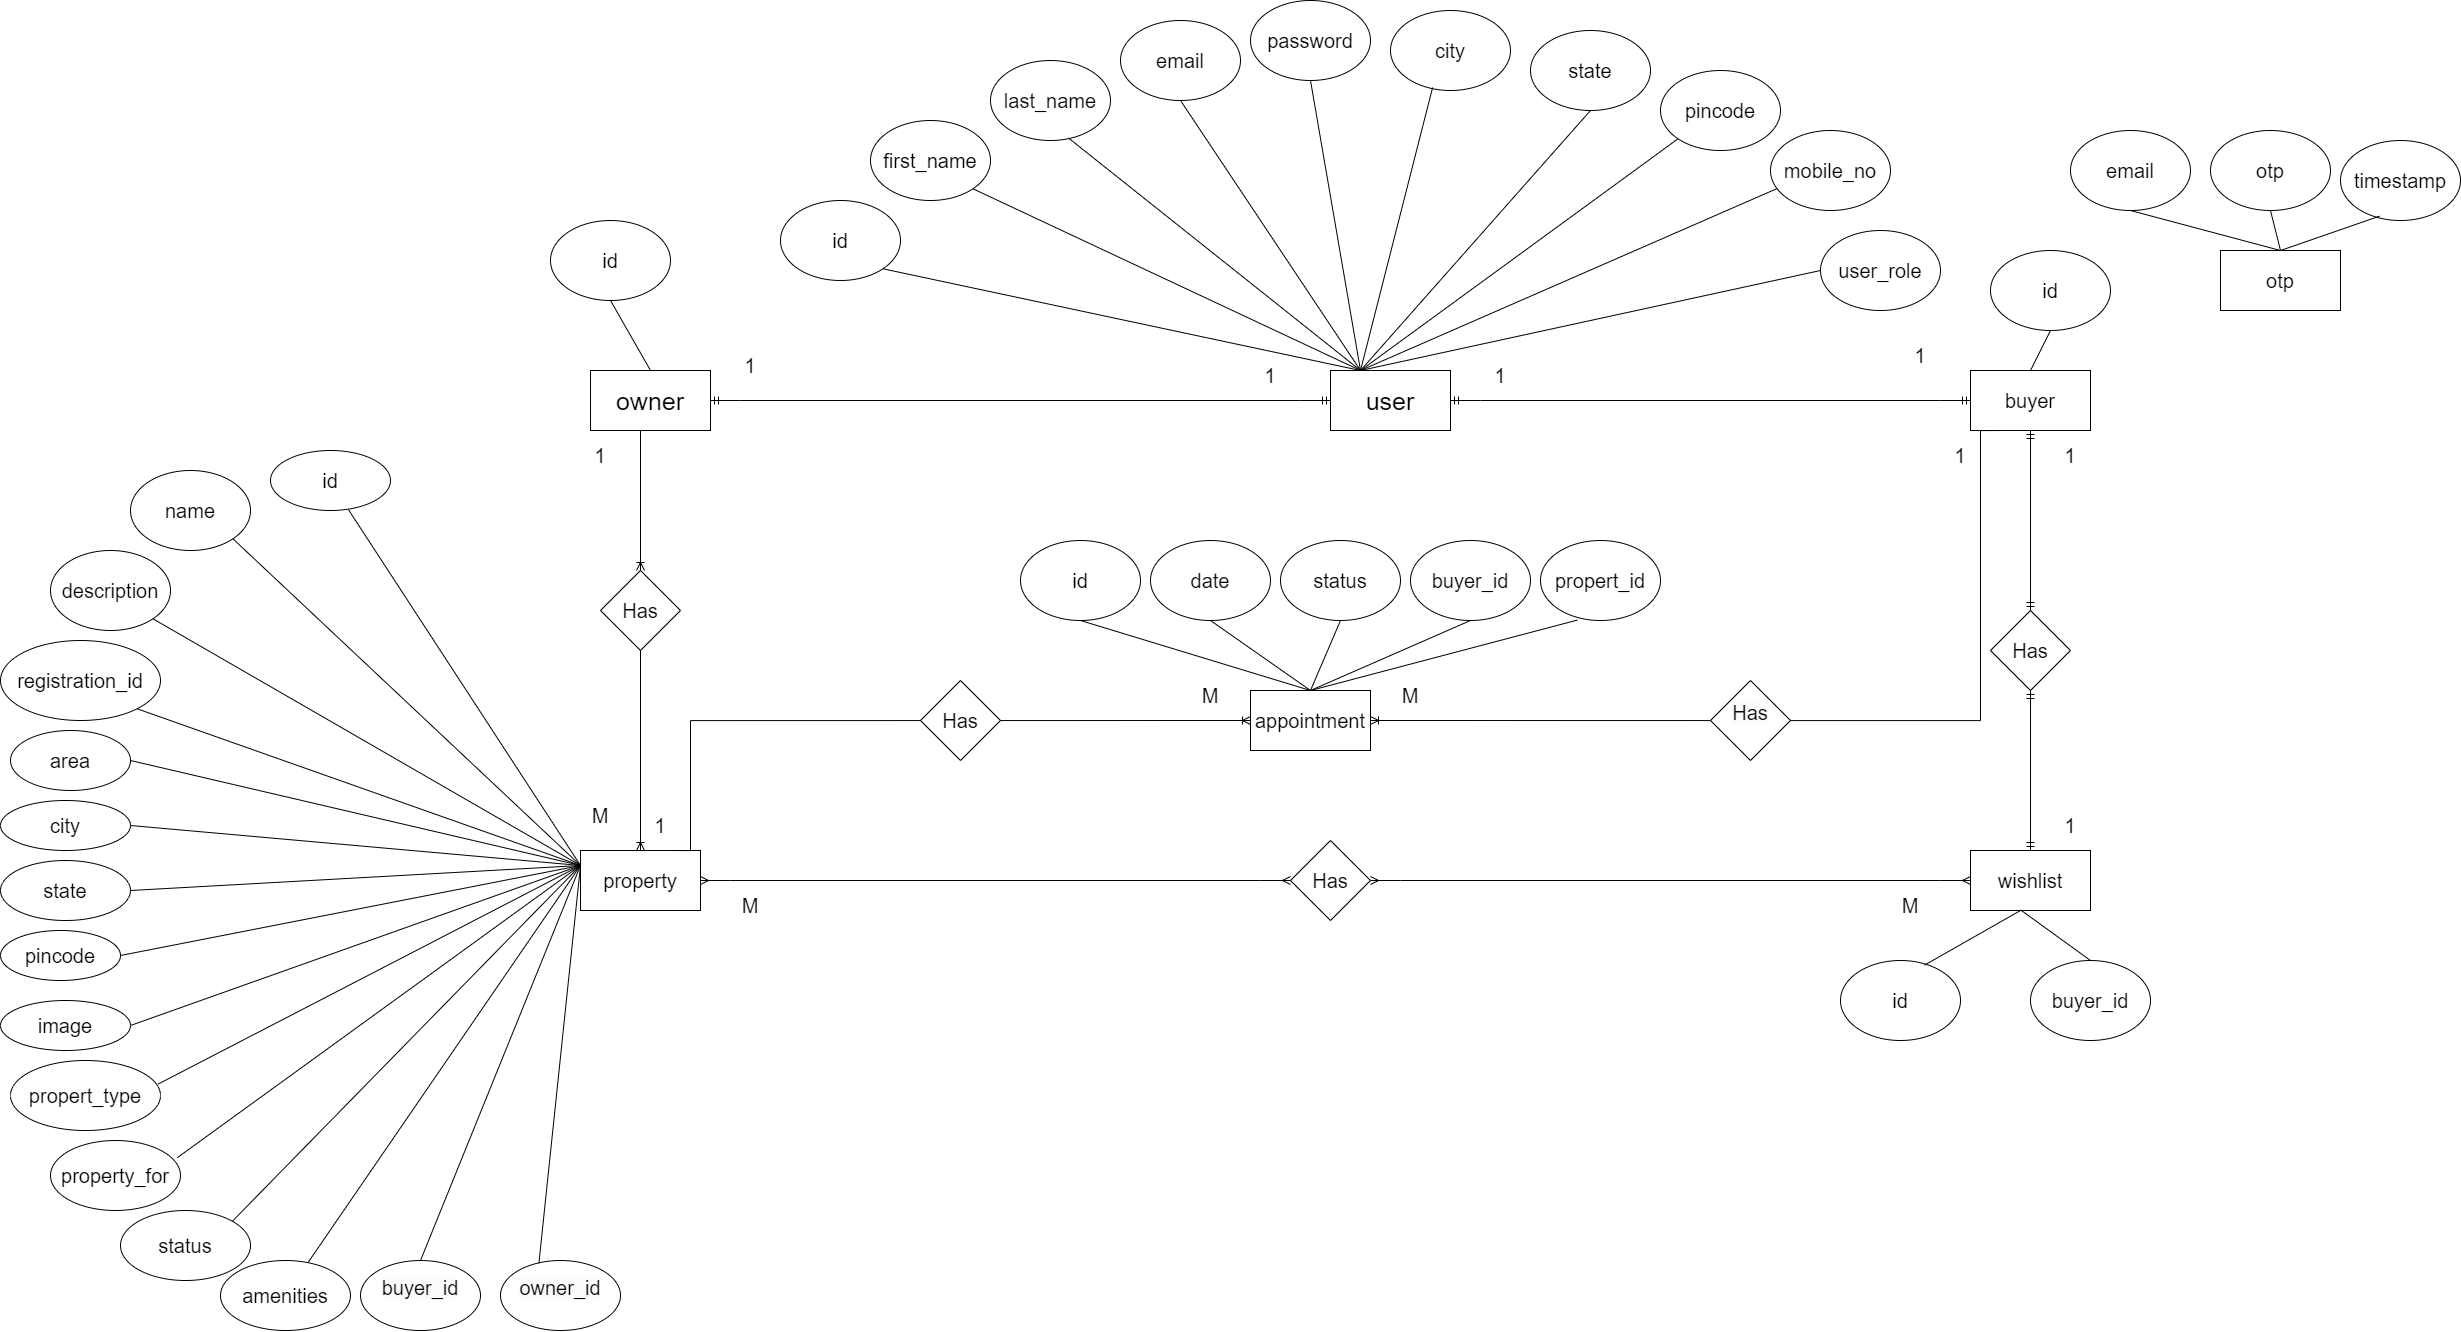 password
city
email
state
last_name
pincode
first_name
mobile_no
email
otp
timestamp
id
id
user_role
id
otp
1
1
1
1
owner
user
buyer
1
1
1
id
name
description
id
date
status
buyer_id
propert_id
Has
Has
registration_id
M
M
area
Has
appointment
Has
city
M
1
1
state
property
Has
wishlist
M
M
pincode
image
id
buyer_id
propert_type
property_for
status
amenities
buyer_id
owner_id